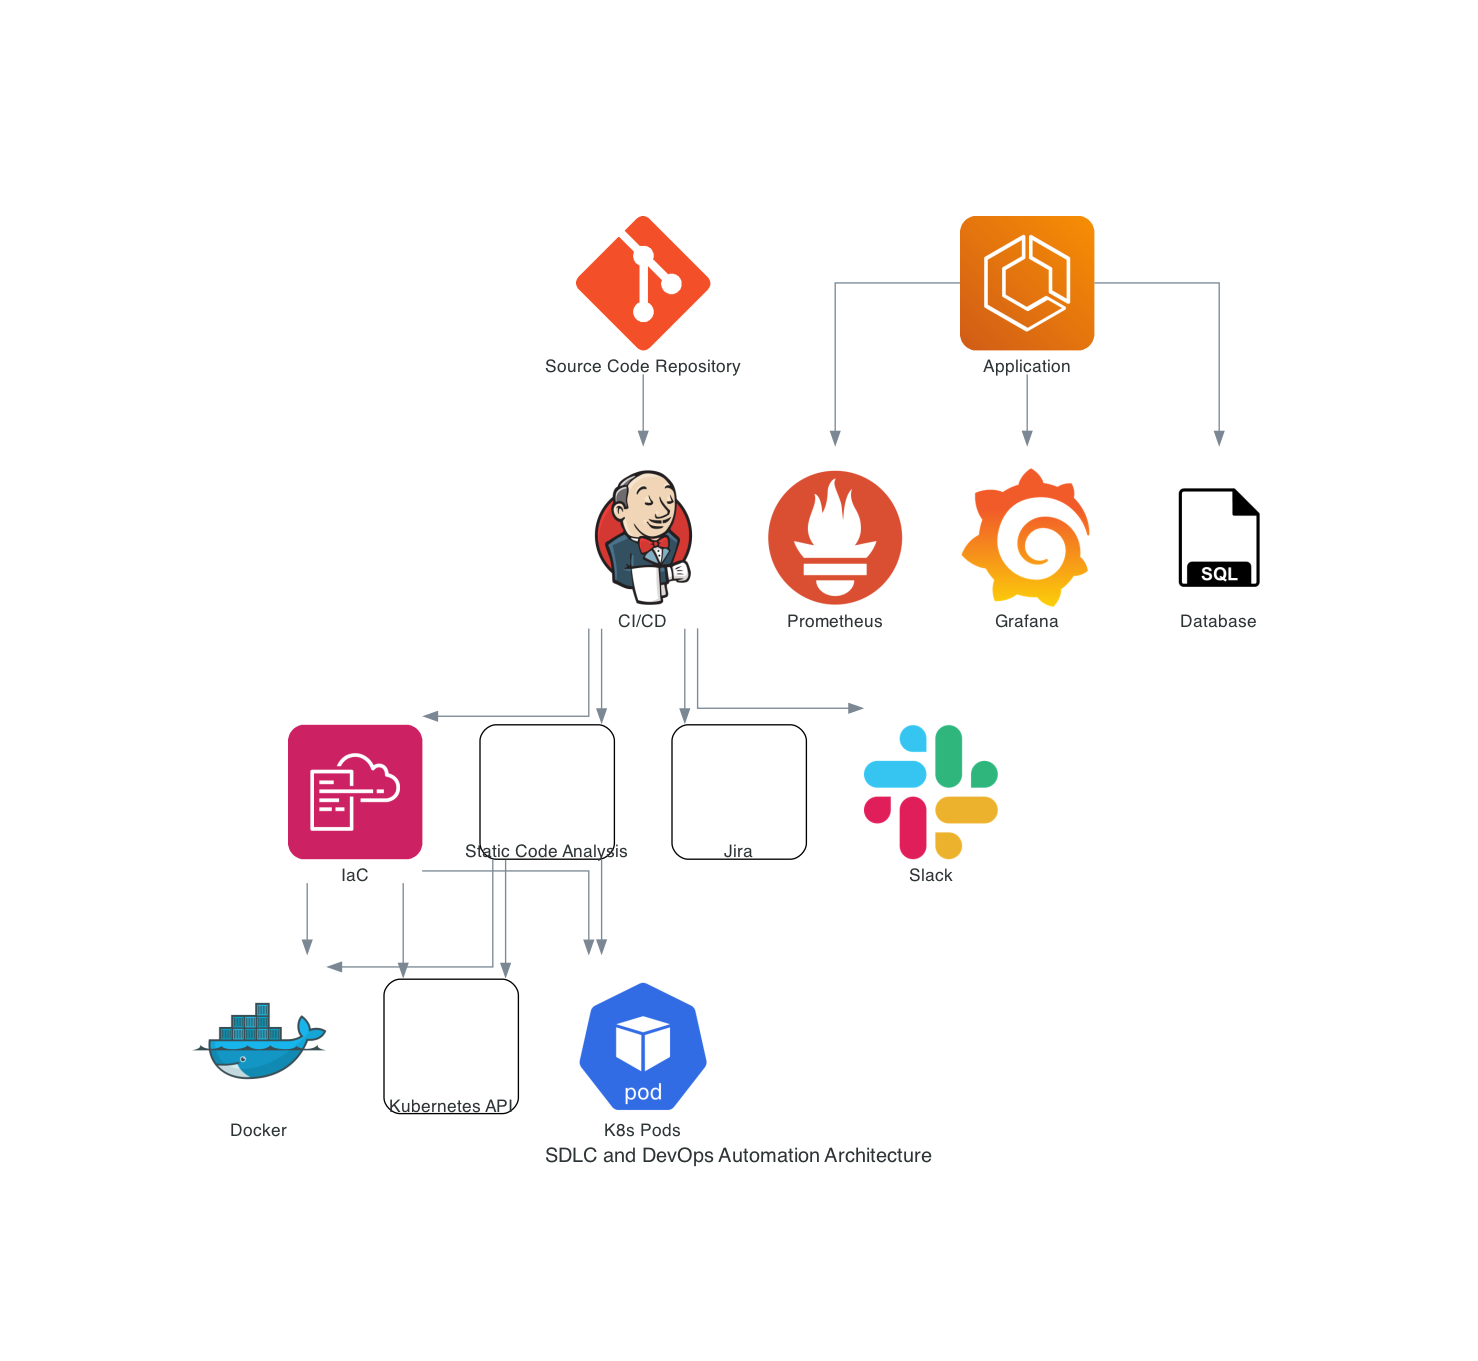 Source Code Repository
Application
CI/CD
Prometheus
Grafana
SQL
Database
Static Code Analysis
Jira
IaC
Slack
pod
Kubernetes API
Docker
K8s Pods
SDLC and DevOps Automation Architecture